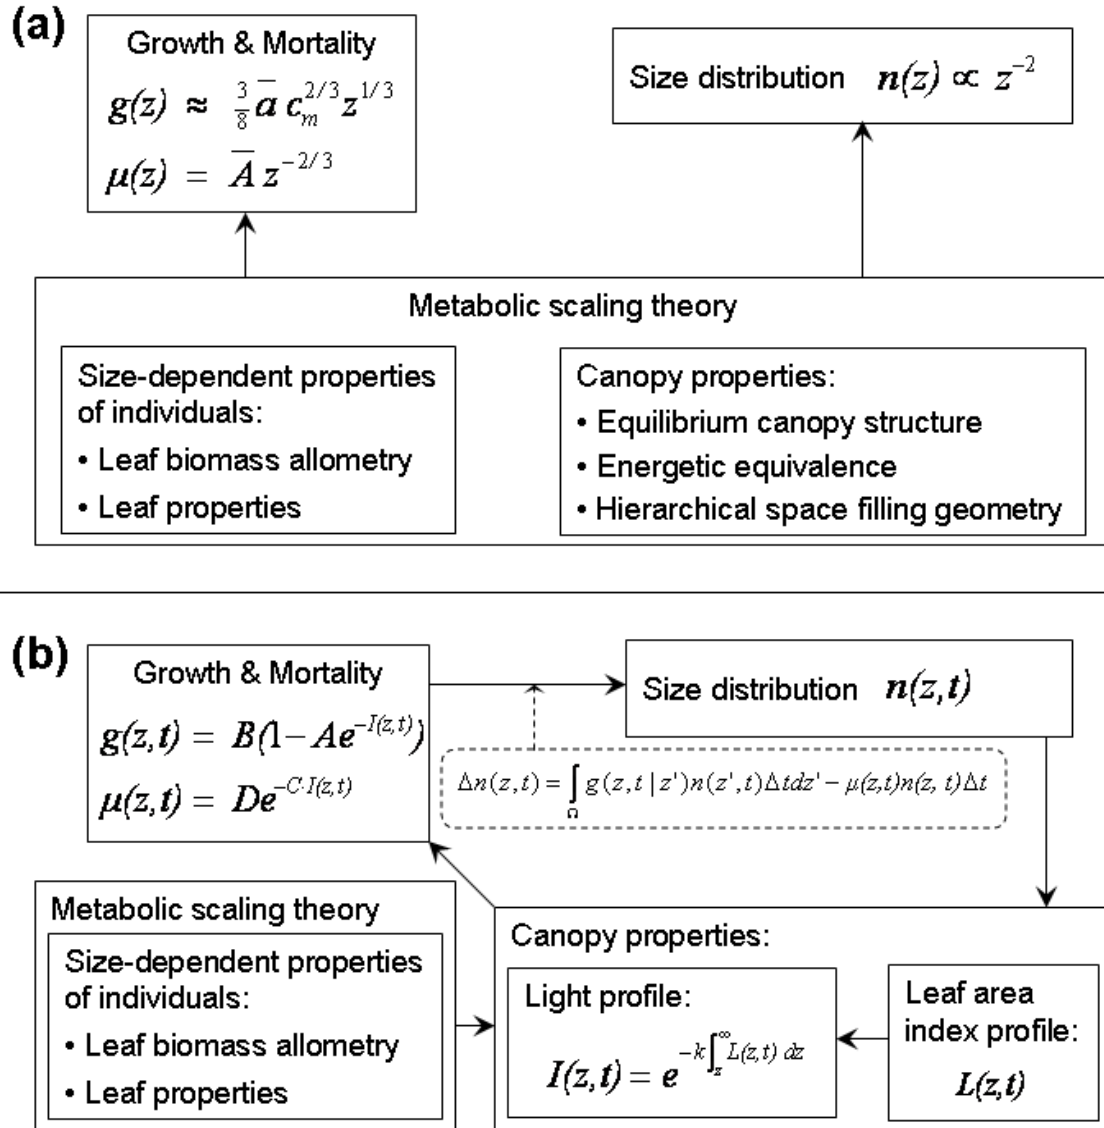 (a)
Growth & Mortality
g(z) ≈ 3/8 a̅ c_m^{2/3} z^{1/3}
μ(z) = A̅ z^{−2/3}
Size distribution n(z) ∝ z^{−2}
Metabolic scaling theory
Size-dependent properties
of individuals:
• Leaf biomass allometry
• Leaf properties
Canopy properties:
• Equilibrium canopy structure
• Energetic equivalence
• Hierarchical space filling geometry
(b)
Growth & Mortality
g(z,t) = B(1−Ae^{−I(z,t)})
μ(z,t) = De^{−C·I(z,t)}
Size distribution n(z,t)
Δn(z,t) = ∫_Ω g(z,t|z')n(z',t)Δtdz' − μ(z,t)n(z,t)Δt
Metabolic scaling theory
Size-dependent properties
of individuals:
• Leaf biomass allometry
• Leaf properties
Canopy properties:
Light profile:
I(z,t) = e^{−k∫_z^∞ L(z,t) dz}
Leaf area
index profile:
L(z,t)